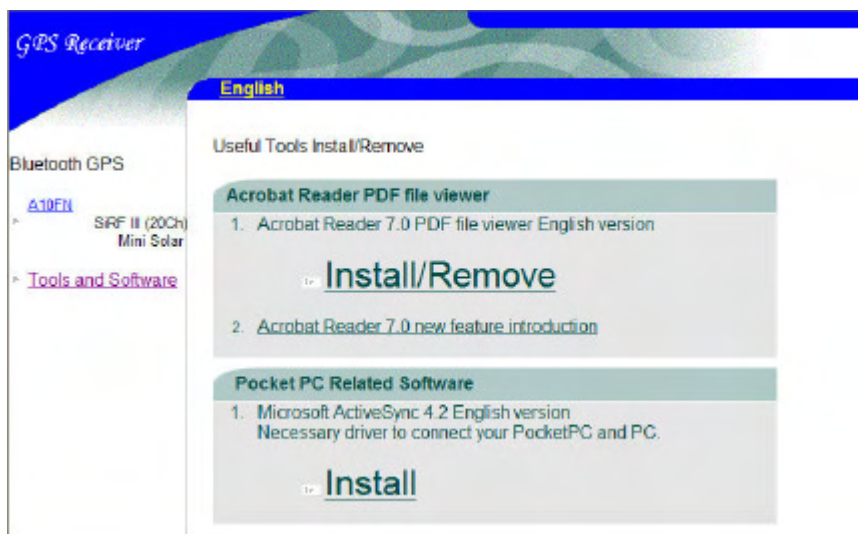 GPS Receiver
English
Bluetooth GPS
A10FN
SiRF III (20Ch)
Mini Solar
Tools and Software
Useful Tools Install/Remove
Acrobat Reader PDF file viewer
1. Acrobat Reader 7.0 PDF file viewer English version
Install/Remove
2. Acrobat Reader 7.0 new feature introduction
Pocket PC Related Software
1. Microsoft ActiveSync 4.2 English version
Necessary driver to connect your PocketPC and PC.
Install